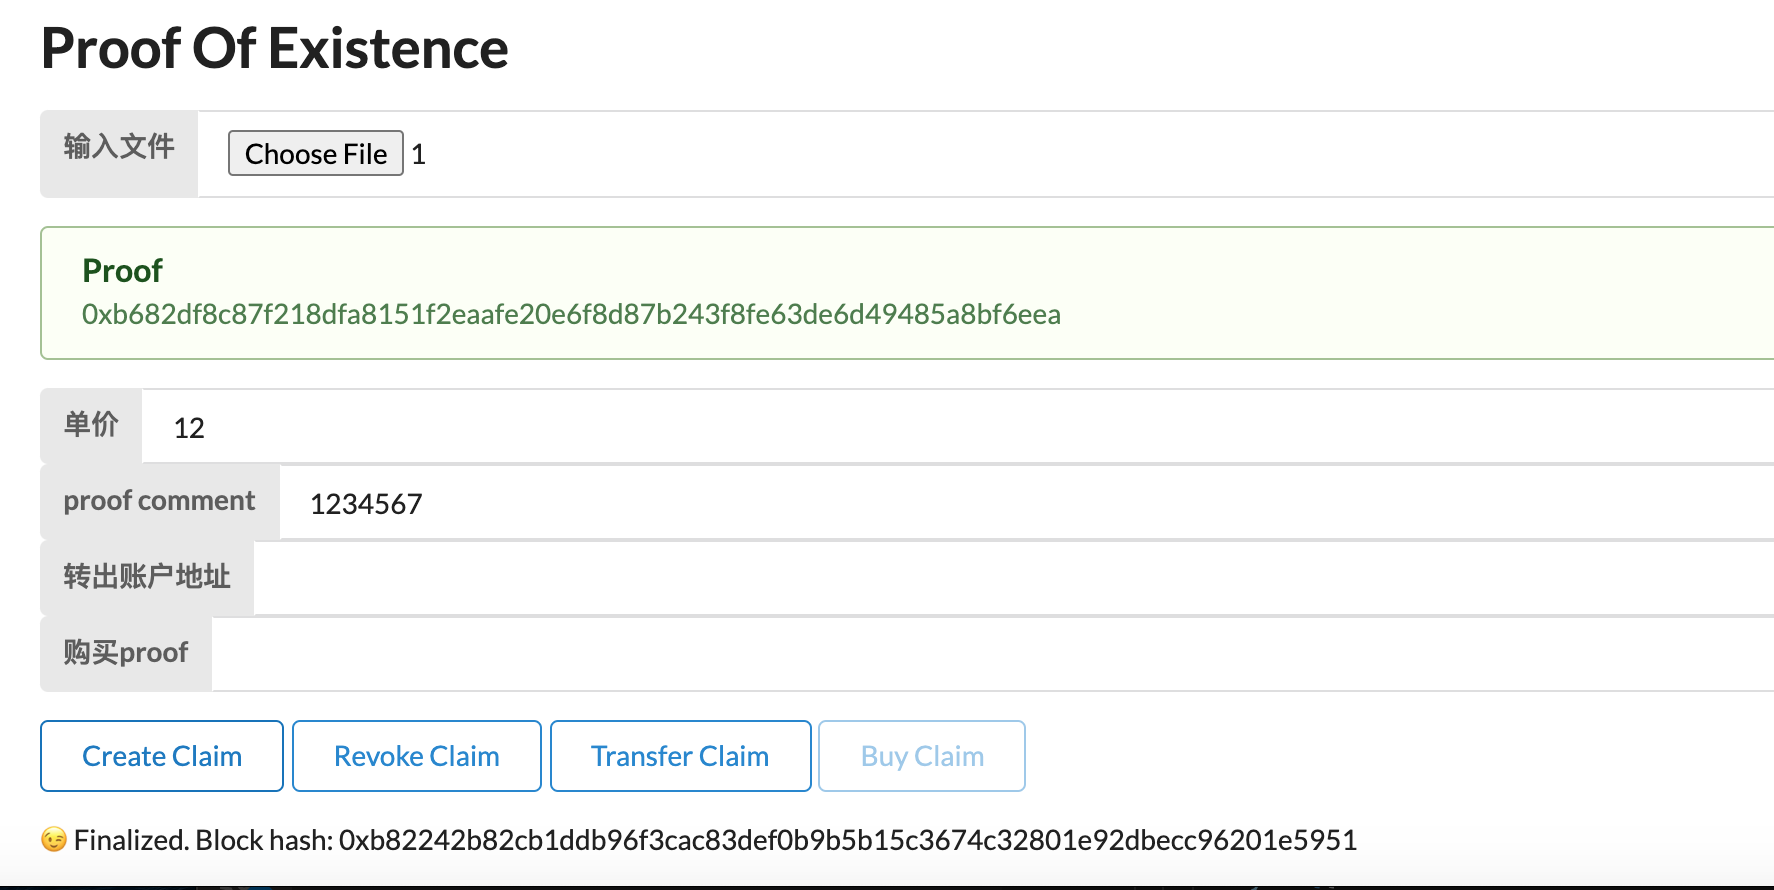 Proof Of Existence
输入文件
Choose File 1
Proof
0xb682df8c87f218dfa8151f2eaafe20e6f8d87b243f8fe63de6d49485a8bf6eea
单价 12
proof comment 1234567
转出账户地址
购买proof
Create Claim Revoke Claim Transfer Claim Buy Claim
😉 Finalized. Block hash: 0xb82242b82cb1ddb96f3cac83def0b9b5b15c3674c32801e92dbecc96201e5951